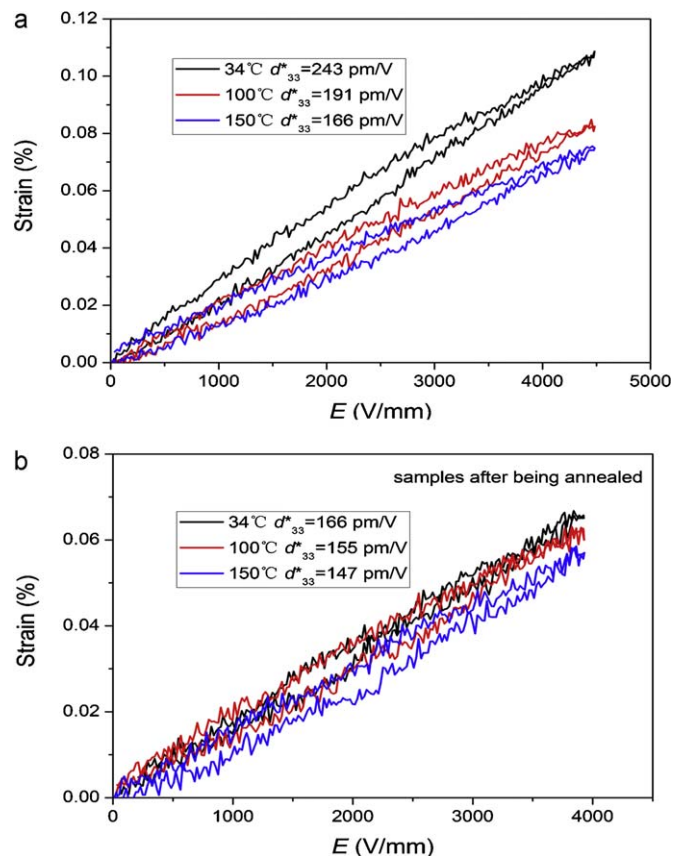 a
0.12
0.10
0.08
0.06
0.04
0.02
0.00
Strain (%)
34℃ d*33=243 pm/V
100℃ d*33=191 pm/V
150℃ d*33=166 pm/V
0 1000 2000 3000 4000 5000
E (V/mm)
b
0.08
0.06
0.04
0.02
0.00
Strain (%)
samples after being annealed
34℃ d*33=166 pm/V
100℃ d*33=155 pm/V
150℃ d*33=147 pm/V
0 1000 2000 3000 4000
E (V/mm)